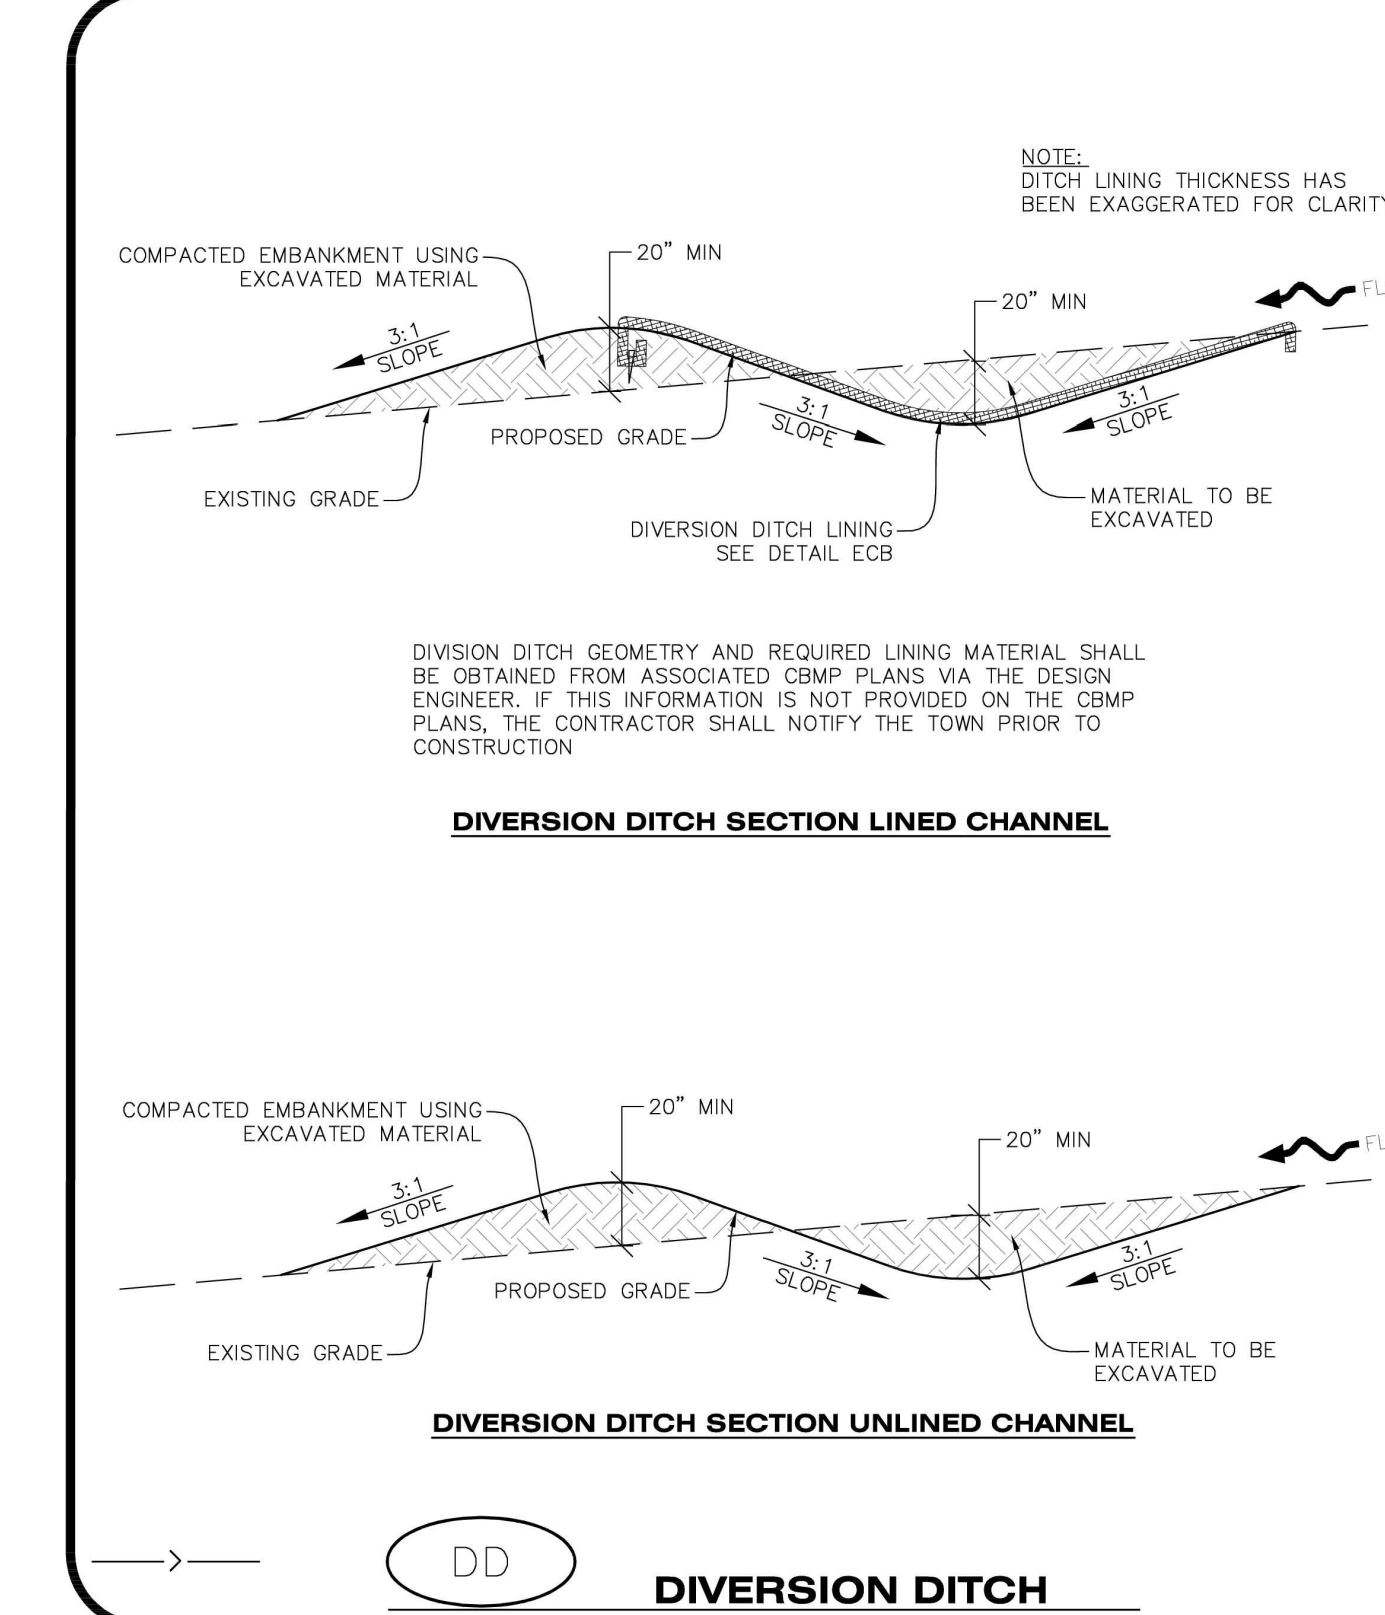 NOTE:
DITCH LINING THICKNESS HAS
BEEN EXAGGERATED FOR CLARITY
COMPACTED EMBANKMENT USING
EXCAVATED MATERIAL
20" MIN
20" MIN
3:1
SLOPE
3:1
SLOPE
3:1
SLOPE
PROPOSED GRADE
EXISTING GRADE
MATERIAL TO BE
EXCAVATED
DIVERSION DITCH LINING
SEE DETAIL ECB
DIVISION DITCH GEOMETRY AND REQUIRED LINING MATERIAL SHALL
BE OBTAINED FROM ASSOCIATED CBMP PLANS VIA THE DESIGN
ENGINEER. IF THIS INFORMATION IS NOT PROVIDED ON THE CBMP
PLANS, THE CONTRACTOR SHALL NOTIFY THE TOWN PRIOR TO
CONSTRUCTION
DIVERSION DITCH SECTION LINED CHANNEL
COMPACTED EMBANKMENT USING
EXCAVATED MATERIAL
20" MIN
20" MIN
3:1
SLOPE
3:1
SLOPE
3:1
SLOPE
PROPOSED GRADE
EXISTING GRADE
MATERIAL TO BE
EXCAVATED
DIVERSION DITCH SECTION UNLINED CHANNEL
DD
DIVERSION DITCH